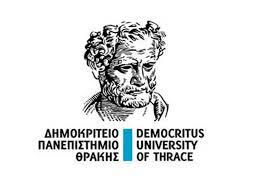 ΔΗΜΟΚΡΙΤΕΙΟ
ΠΑΝΕΠΙΣΤΗΜΙΟ
ΘΡΑΚΗΣ
DEMOCRITUS
UNIVERSITY
OF THRACE